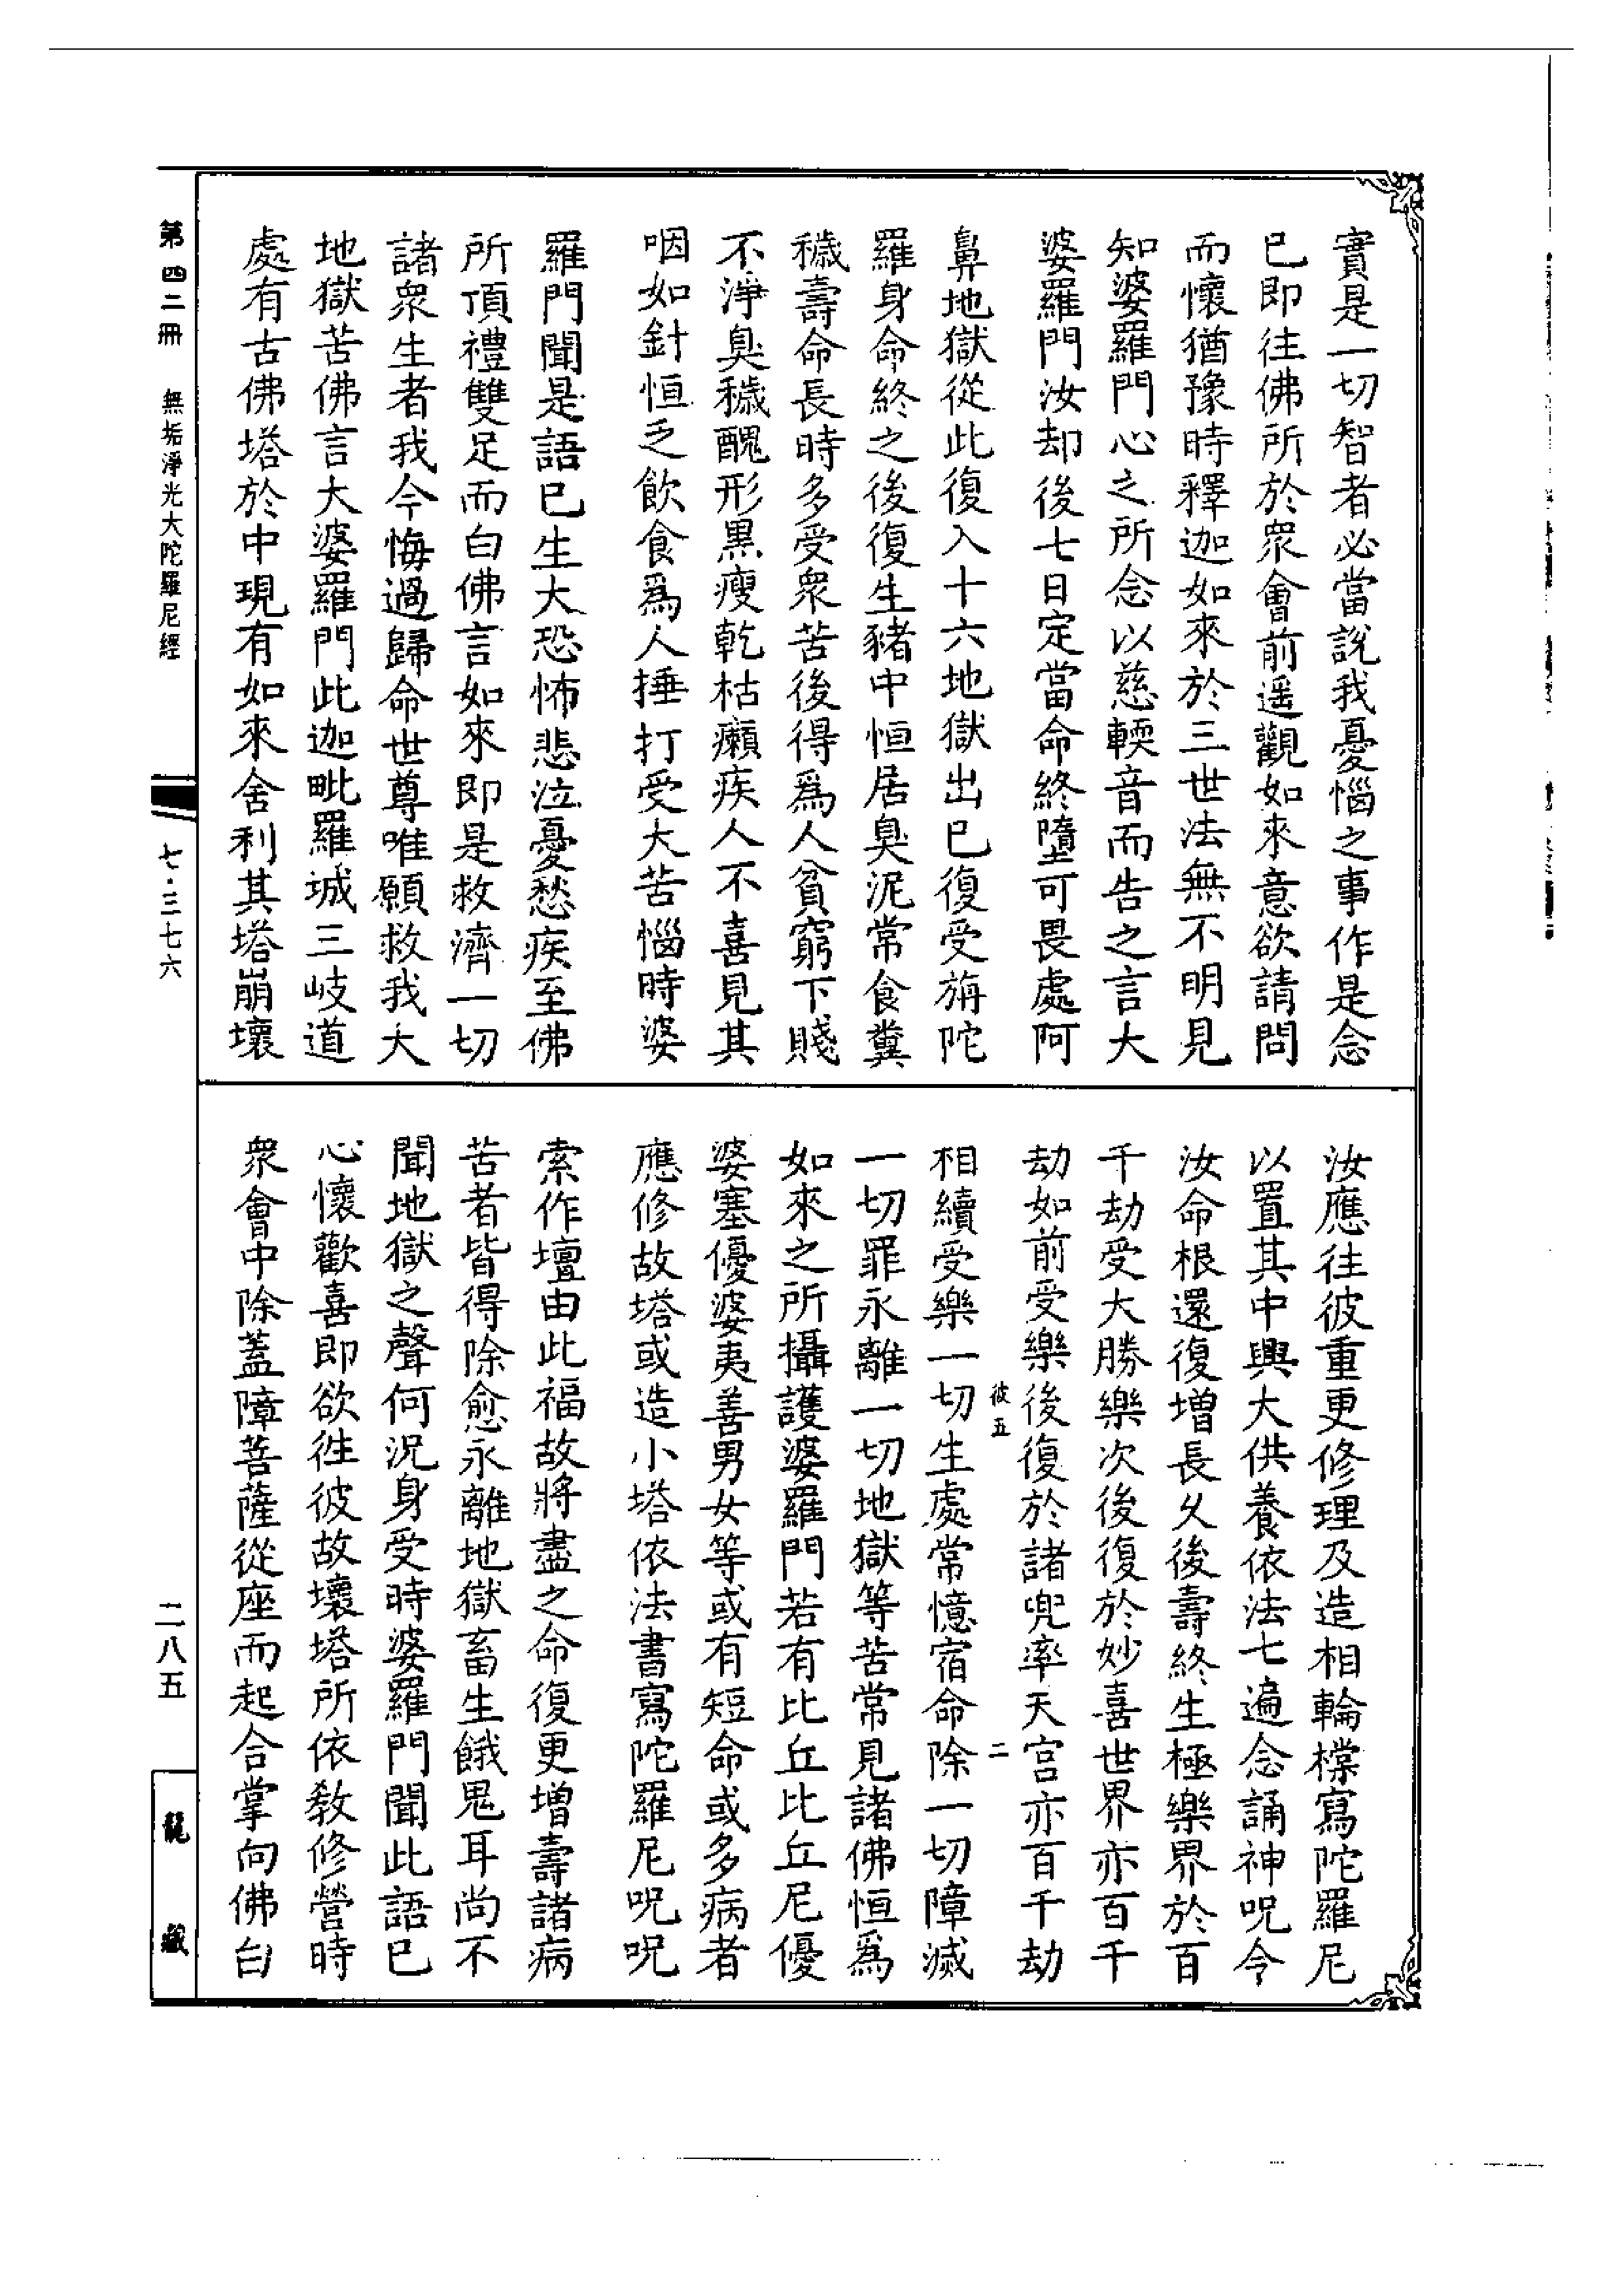 實是一切智者必當說我憂惱之事作是念
已即往佛所於眾會前遥觀如來意欲請問
而懷猶豫時釋迦如來於三世法無不明見
知婆羅門心之所念以慈輭音而告之言大
婆羅門汝却後七日定當命終墮可畏處阿
鼻地獄從此復入十六地獄出已復受旃陀
羅身命終之後復生豬中恒居臭泥常食糞
穢壽命長時多受眾苦後得爲人貧窮下賤
不淨臭穢醜形黑瘦乾枯癩疾人不喜見其
咽如針恒乏飲食爲人捶打受大苦惱時婆
羅門聞是語已生大恐怖悲泣憂愁疾至佛
所頂禮雙足而白佛言如來即是救濟一切
諸衆生者我今悔過歸命世尊唯願救我大
地獄苦佛言大婆羅門此迦毗羅城三岐道
處有古佛塔於中現有如來舍利其塔崩壞
汝應往彼重更修理及造相輪橖寫陀羅尼
以置其中興大供養依法七遍念誦神呪令
汝命根還復增長久後壽終生極樂界於百
千劫受大勝樂次後復於妙喜世界亦百千
劫如前受樂後復於諸兜率天宮亦百千劫
彼五
二
相續受樂一切生處常憶宿命除一切障滅
一切罪永離一切地獄等苦常見諸佛恒爲
如來之所攝護婆羅門若有比丘比丘尼優
婆塞優婆夷善男女等或有短命或多病者
應修故塔或造小塔依法書寫陀羅尼呪呪
索作壇由此福故將盡之命復更增壽諸病
苦者皆得除愈永離地獄畜生餓鬼耳尚不
聞地獄之聲何況身受時婆羅門聞此語已
心懷歡喜即欲往彼故壞塔所依教修營時
眾會中除蓋障菩薩從座而起合掌向佛白
第四二冊 無垢淨光大陀羅尼經
七·三七六
二八五
龍藏